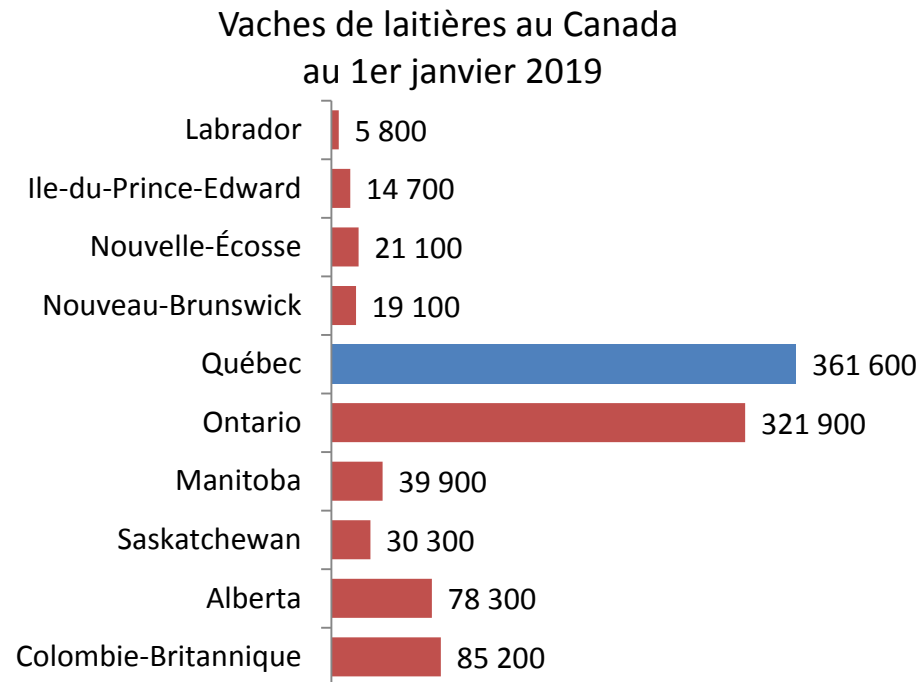 Vaches de laitières au Canada
au 1er janvier 2019
Labrador 5 800
Ile-du-Prince-Edward 14 700
Nouvelle-Écosse 21 100
Nouveau-Brunswick 19 100
Québec 361 600
Ontario 321 900
Manitoba 39 900
Saskatchewan 30 300
Alberta 78 300
Colombie-Britannique 85 200